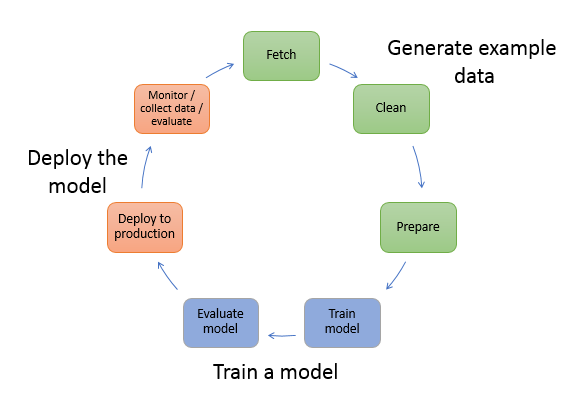 Fetch
Generate example
data
Clean
Monitor /
collect data /
evaluate
Deploy the
model
Prepare
Deploy to
production
Evaluate
model
Train
model
Train a model